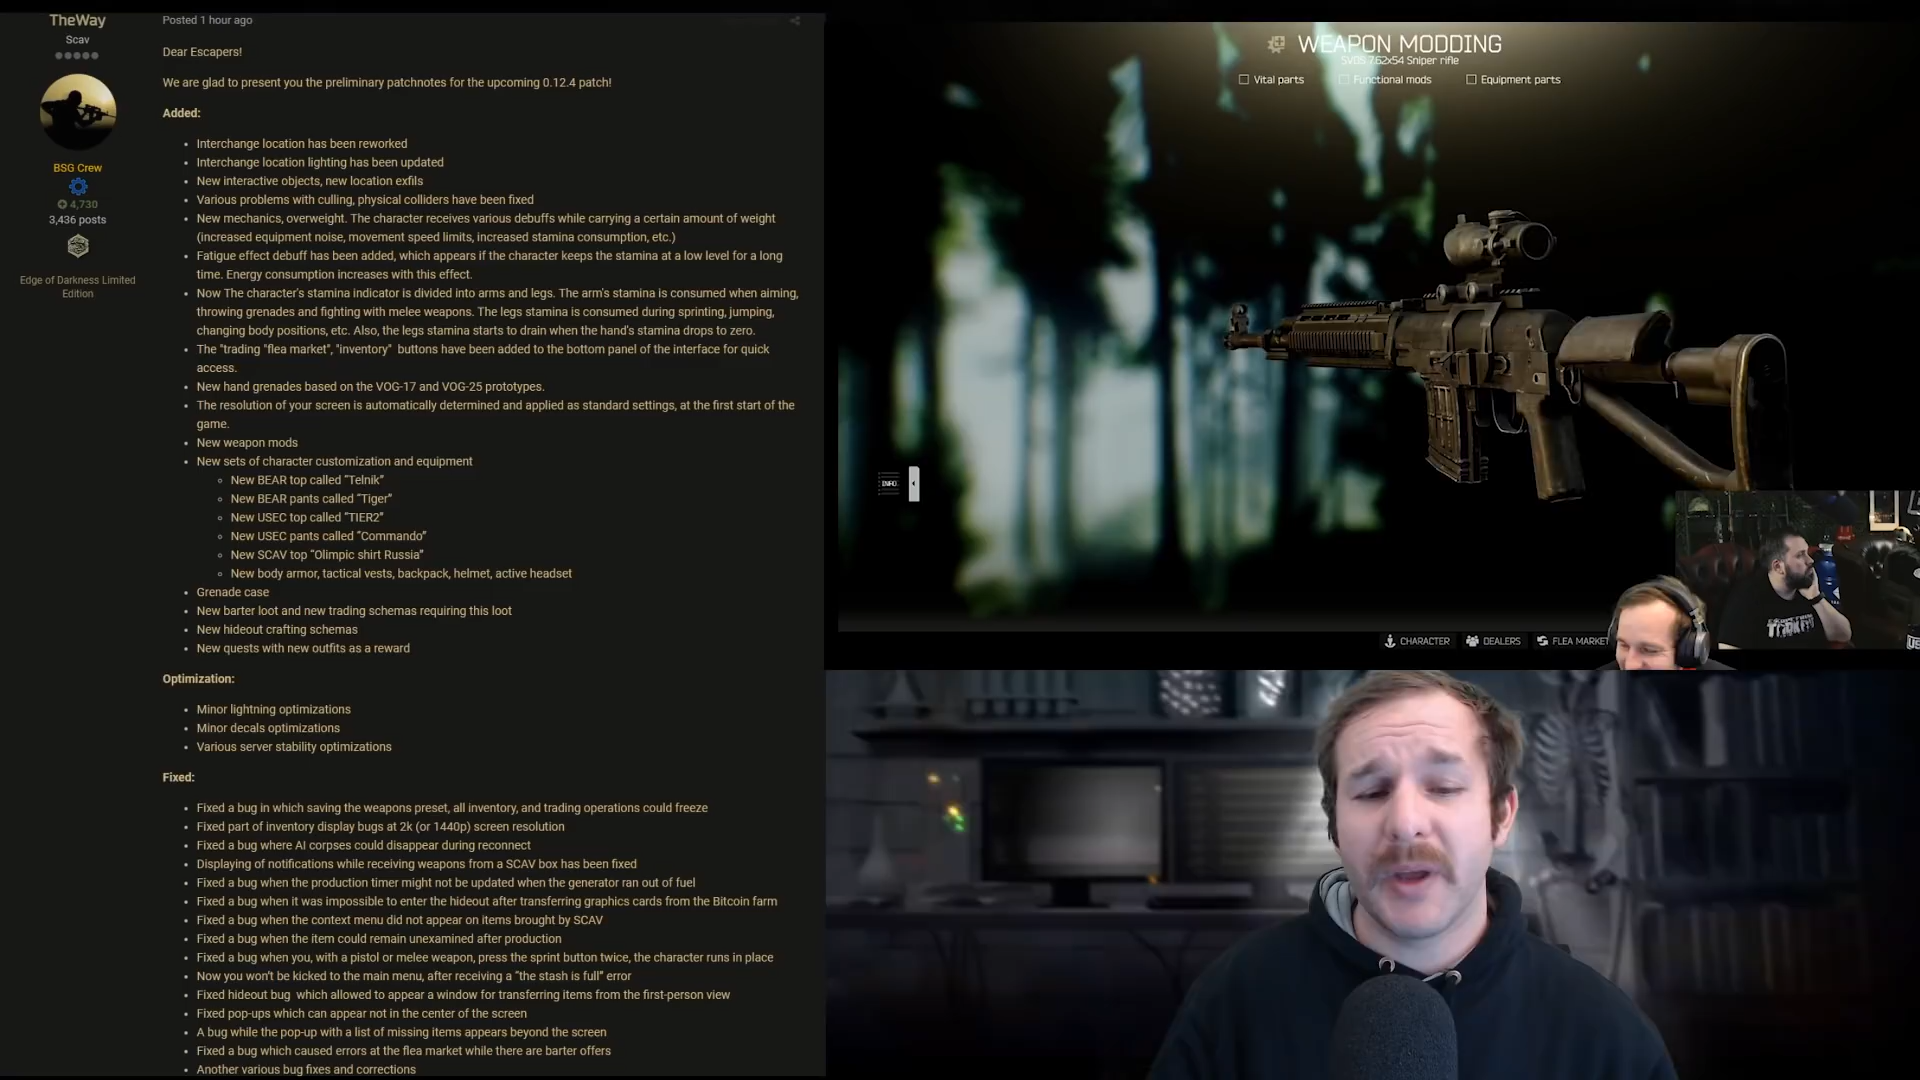 TheWay
Scav
BSG Crew
4,730
3,436 posts
Edge of Darkness Limited
Edition
Posted 1 hour ago
Dear Escapers!
We are glad to present you the preliminary patchnotes for the upcoming 0.12.4 patch!
Added:
Interchange location has been reworked
Interchange location lighting has been updated
New interactive objects, new location exfils
Various problems with culling, physical colliders have been fixed
New mechanics, overweight. The character receives various debuffs while carrying a certain amount of weight
(increased equipment noise, movement speed limits, increased stamina consumption, etc.)
Fatigue effect debuff has been added, which appears if the character keeps the stamina at a low level for a long
time. Energy consumption increases with this effect.
Now The character's stamina indicator is divided into arms and legs. The arm's stamina is consumed when aiming,
throwing grenades and fighting with melee weapons. The legs stamina is consumed during sprinting, jumping,
changing body positions, etc. Also, the legs stamina starts to drain when the hand's stamina drops to zero.
The "trading "flea market", "inventory" buttons have been added to the bottom panel of the interface for quick
access.
New hand grenades based on the VOG-17 and VOG-25 prototypes.
The resolution of your screen is automatically determined and applied as standard settings, at the first start of the
game.
New weapon mods
New sets of character customization and equipment
New BEAR top called “Telnik”
New BEAR pants called “Tiger”
New USEC top called “TIER2”
New USEC pants called “Commando”
New SCAV top “Olimpic shirt Russia”
New body armor, tactical vests, backpack, helmet, active headset
Grenade case
New barter loot and new trading schemas requiring this loot
New hideout crafting schemas
New quests with new outfits as a reward
Optimization:
Minor lightning optimizations
Minor decals optimizations
Various server stability optimizations
Fixed:
Fixed a bug in which saving the weapons preset, all inventory, and trading operations could freeze
Fixed part of inventory display bugs at 2k (or 1440p) screen resolution
Fixed a bug where AI corpses could disappear during reconnect
Displaying of notifications while receiving weapons from a SCAV box has been fixed
Fixed a bug when the production timer might not be updated when the generator ran out of fuel
Fixed a bug when it was impossible to enter the hideout after transferring graphics cards from the Bitcoin farm
Fixed a bug when the context menu did not appear on items brought by SCAV
Fixed a bug when the item could remain unexamined after production
Fixed a bug when you, with a pistol or melee weapon, press the sprint button twice, the character runs in place
Now you won't be kicked to the main menu, after receiving a “the stash is full” error
Fixed hideout bug which allowed to appear a window for transferring items from the first-person view
Fixed pop-ups which can appear not in the center of the screen
A bug while the pop-up with a list of missing items appears beyond the screen
Fixed a bug which caused errors at the flea market while there are barter offers
Another various bug fixes and corrections
WEAPON MODDING
SVDS 7.62x54 Sniper rifle
Vital parts
Functional mods
Equipment parts
INFO
CHARACTER
DEALERS
FLEA MARKET